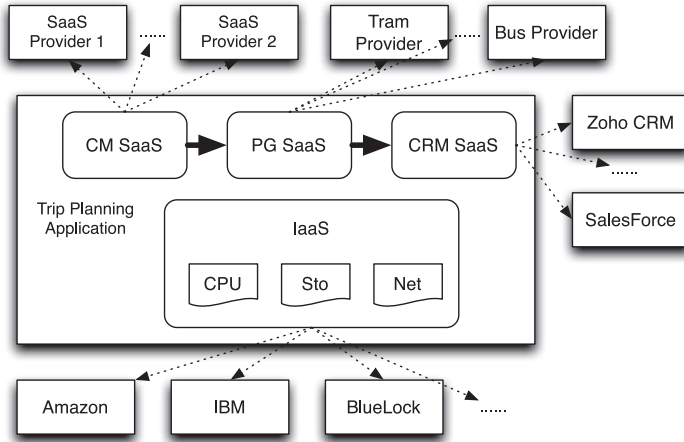 SaaS
Provider 1
......
SaaS
Provider 2
Tram
Provider
......
Bus Provider
CM SaaS
PG SaaS
CRM SaaS
Zoho CRM
......
SalesForce
Trip Planning
Application
IaaS
CPU
Sto
Net
Amazon
IBM
BlueLock
......